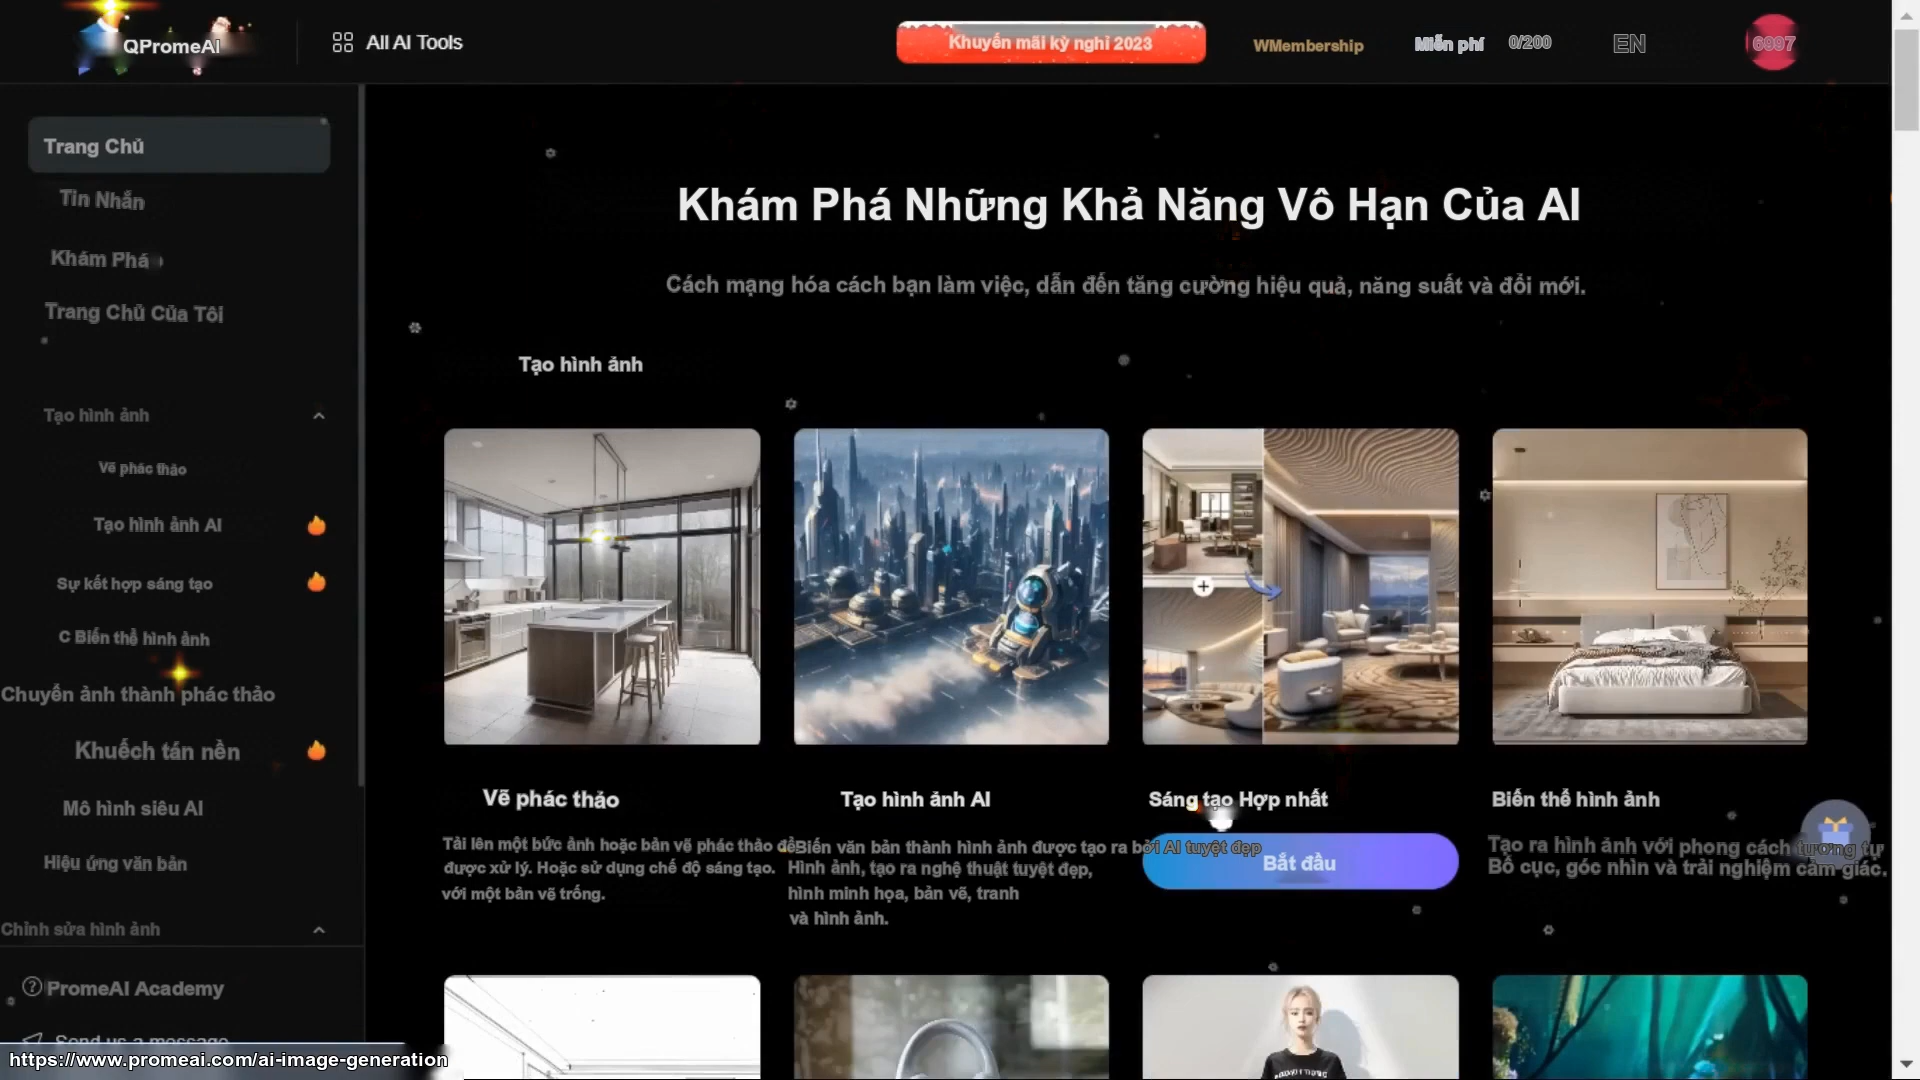 QPromeAI
All AI Tools
Khuyến mãi kỳ nghỉ 2023
WMembership
Miễn phí
0/200
EN
6697
Trang Chủ
Tin Nhắn
Khám Phá
Trang Chủ Của Tôi
Tạo hình ảnh
Vẽ phác thảo
Tạo hình ảnh AI
Sự kết hợp sáng tạo
C Biến thể hình ảnh
Chuyển ảnh thành phác thảo
Khuếch tán nền
Mô hình siêu AI
Hiệu ứng văn bản
Chỉnh sửa hình ảnh
PromeAI Academy
Send us a message
https://www.promeai.com/ai-image-generation
Khám Phá Những Khả Năng Vô Hạn Của AI
Cách mạng hóa cách bạn làm việc, dẫn đến tăng cường hiệu quả, năng suất và đổi mới.
Tạo hình ảnh
Vẽ phác thảo
Tải lên một bức ảnh hoặc bản vẽ phác thảo để
được xử lý. Hoặc sử dụng chế độ sáng tạo.
với một bản vẽ trống.
Tạo hình ảnh AI
Biến văn bản thành hình ảnh được tạo ra bởi AI tuyệt đẹp
Hình ảnh, tạo ra nghệ thuật tuyệt đẹp,
hình minh họa, bản vẽ, tranh
và hình ảnh.
Sáng tạo Hợp nhất
Bắt đầu
Biến thể hình ảnh
Tạo ra hình ảnh với phong cách tương tự
Bố cục, góc nhìn và trải nghiệm cảm giác.